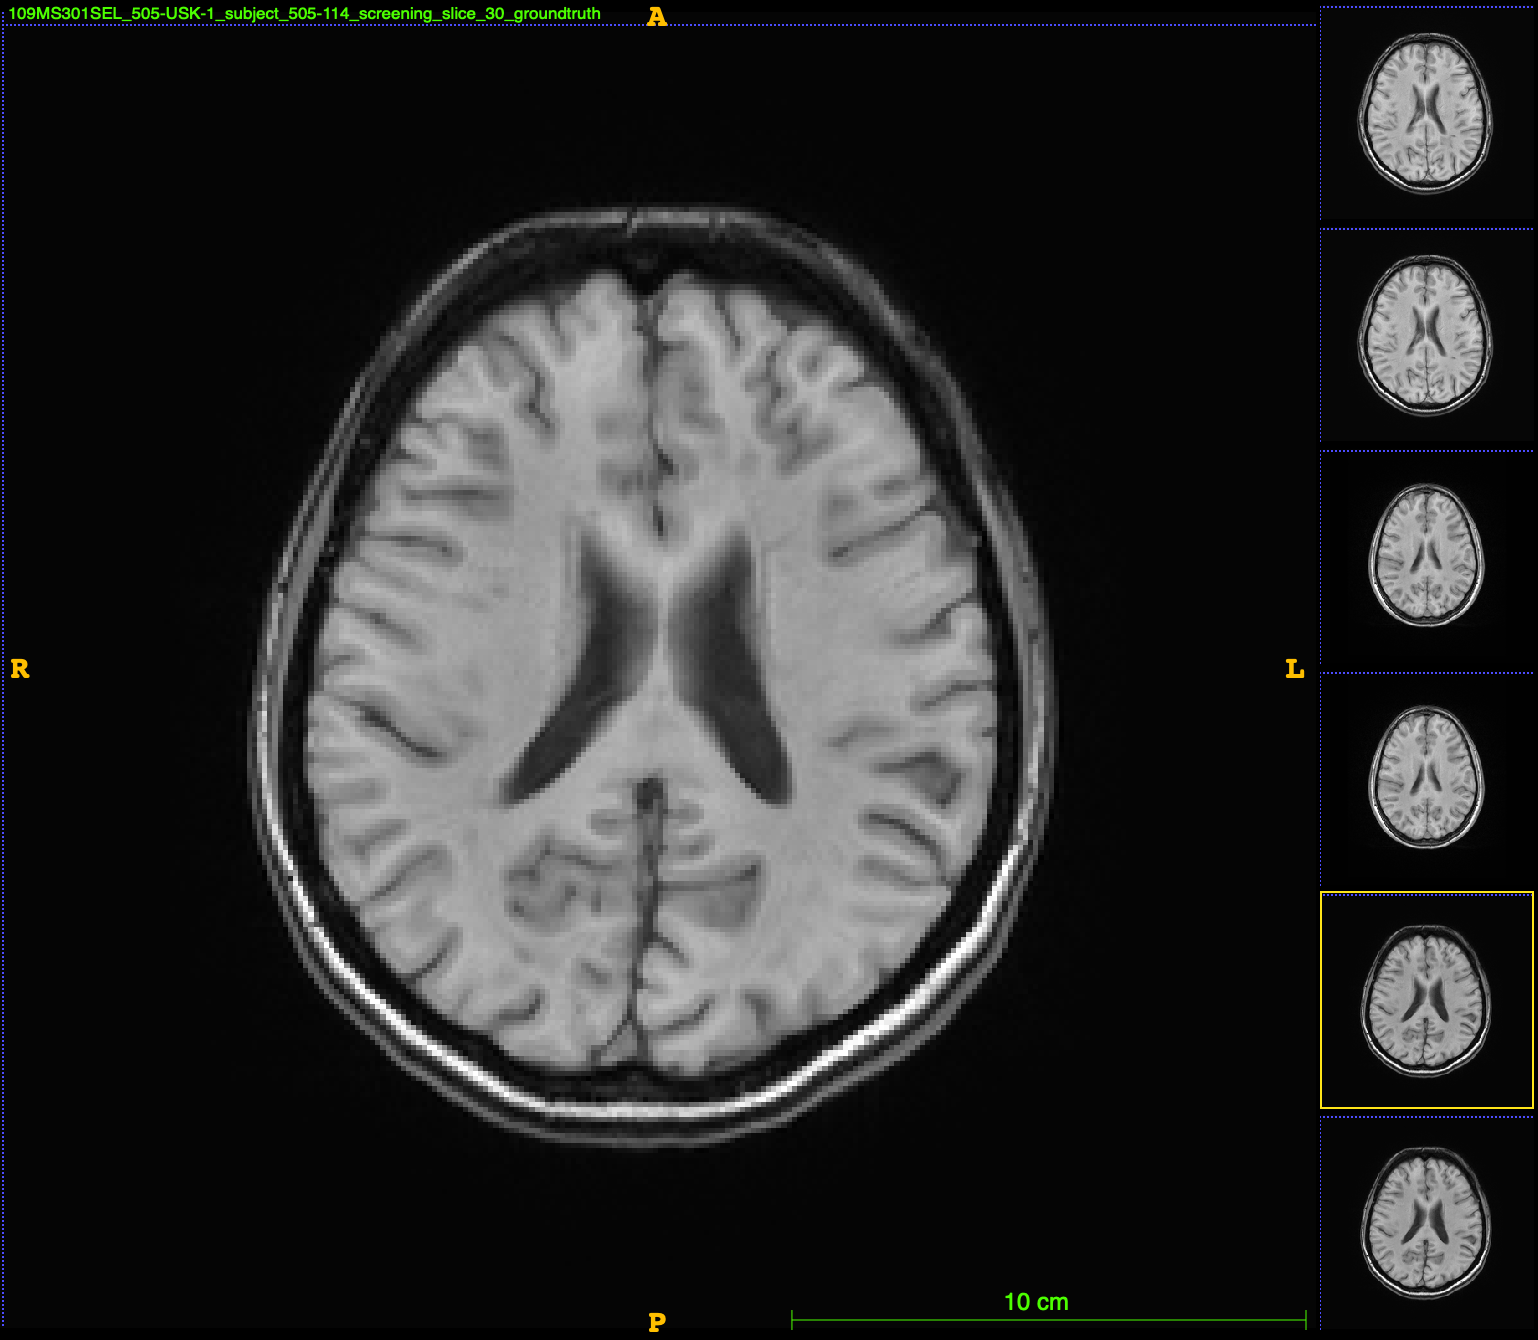 109MS301SEL_505-USK-1_subject_505-114_screening_slice_30_groundtruth
A
R
L
10 cm
P